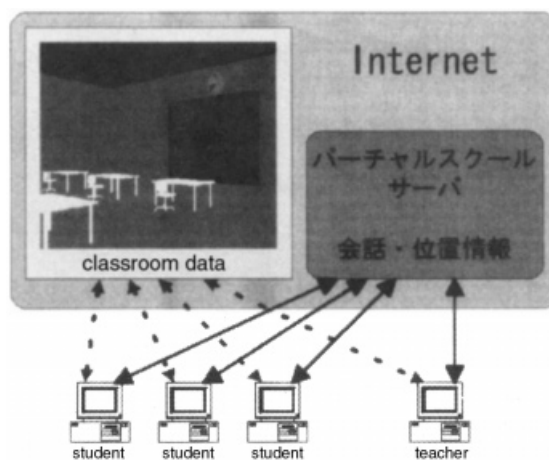 Internet
バーチャルスクール
サーバ
会話・位置情報
classroom data
student
student
student
teacher